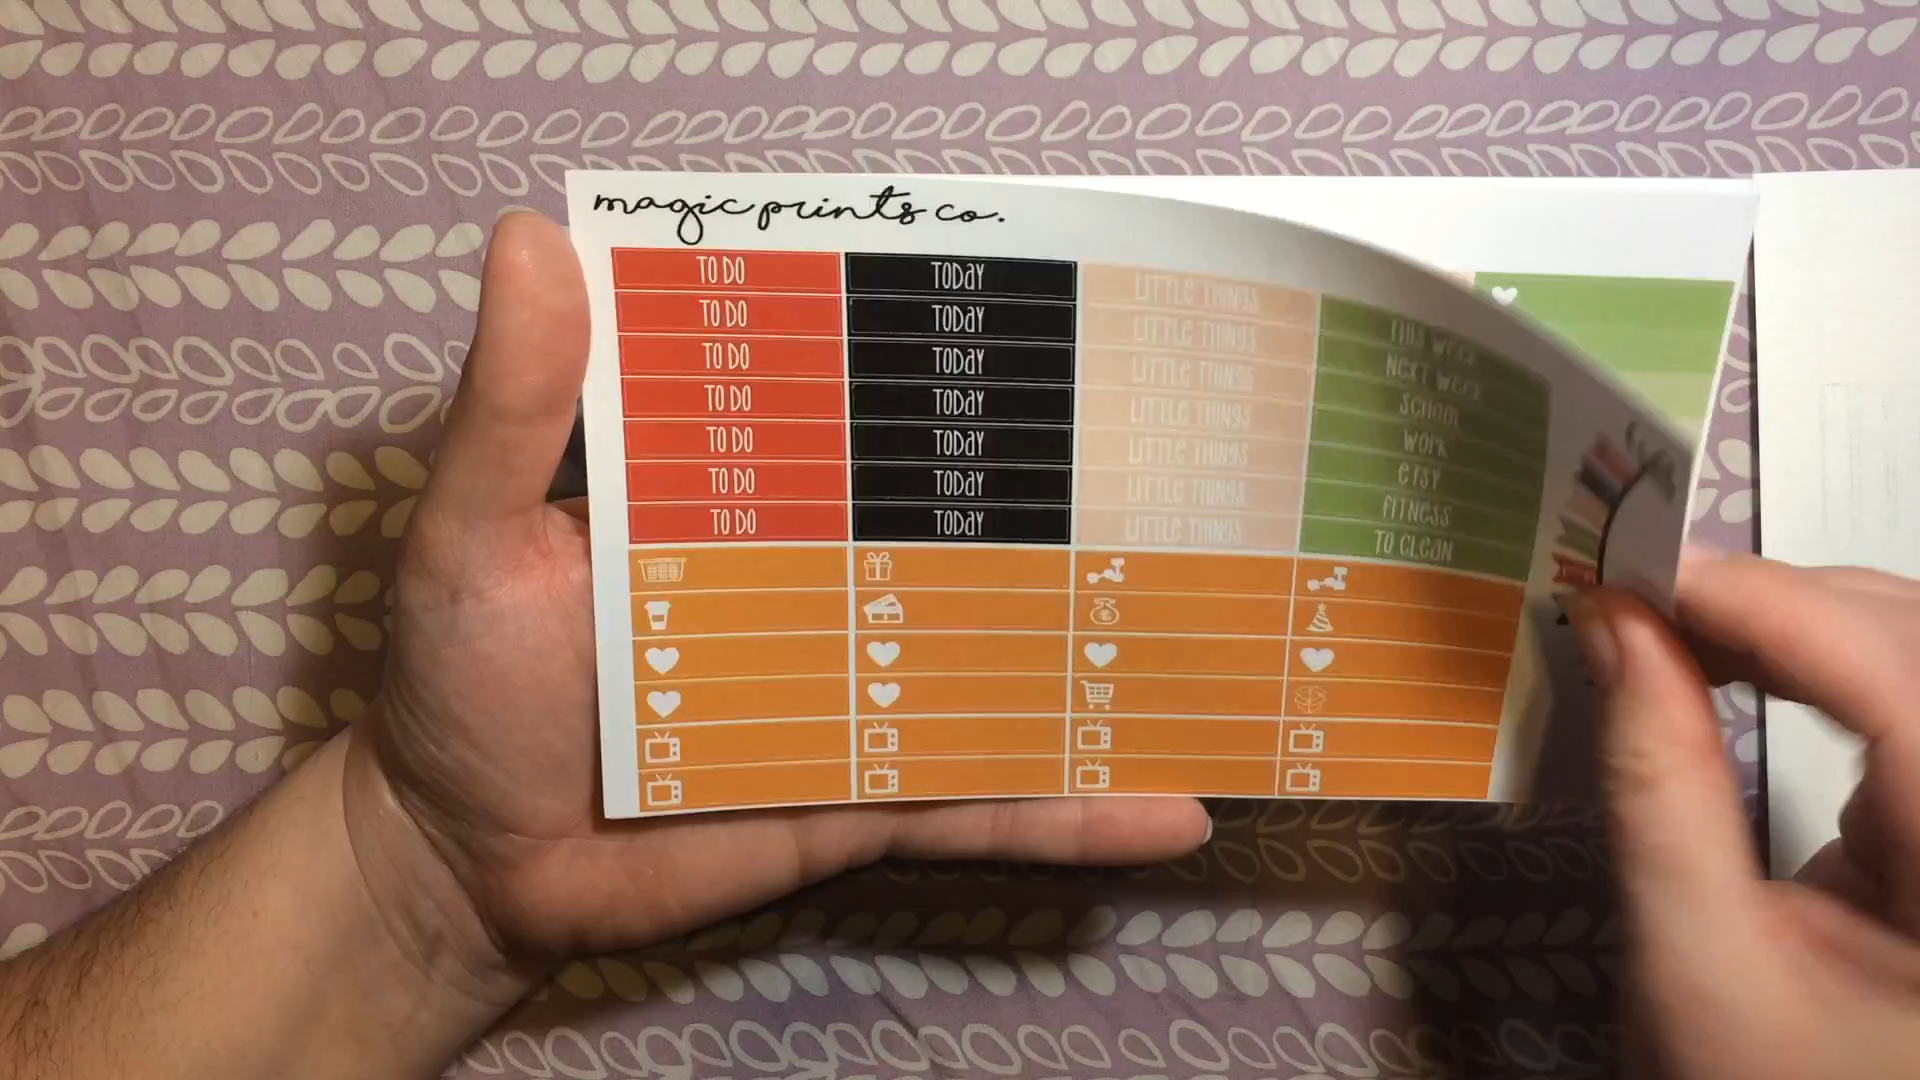 magic prints co.
TO DO TODAY LITTLE THINGS THIS WEEK
TO DO TODAY LITTLE THINGS NEXT WEEK
TO DO TODAY LITTLE THINGS SCHOOL
TO DO TODAY LITTLE THINGS WORK
TO DO TODAY LITTLE THINGS ETSY
TO DO TODAY LITTLE THINGS FITNESS
TO DO TODAY LITTLE THINGS TO CLEAN